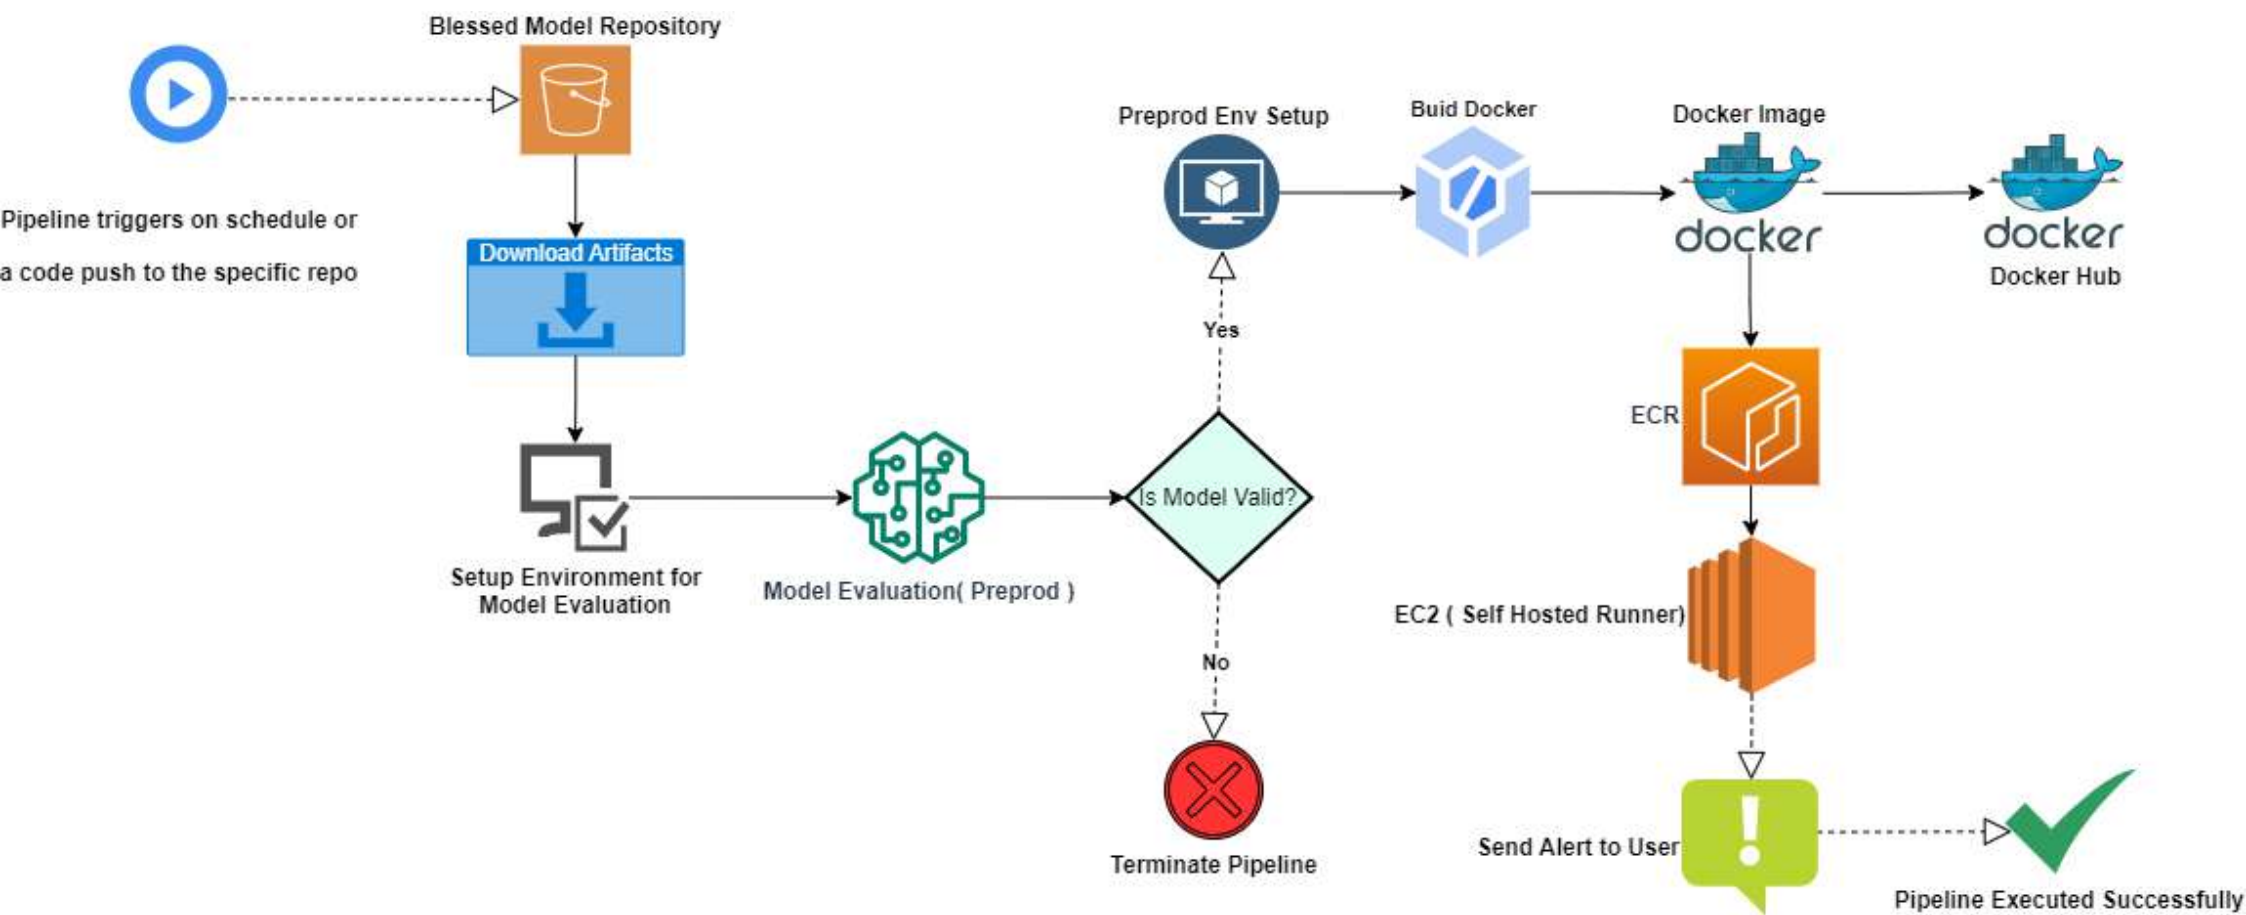 Blessed Model Repository
Pipeline triggers on schedule or
a code push to the specific repo
Download Artifacts
Setup Environment for
Model Evaluation
Model Evaluation( Preprod )
Is Model Valid?
Yes
No
Terminate Pipeline
Preprod Env Setup
Buid Docker
Docker Image
docker
docker
Docker Hub
ECR
EC2 ( Self Hosted Runner)
Send Alert to User
Pipeline Executed Successfully